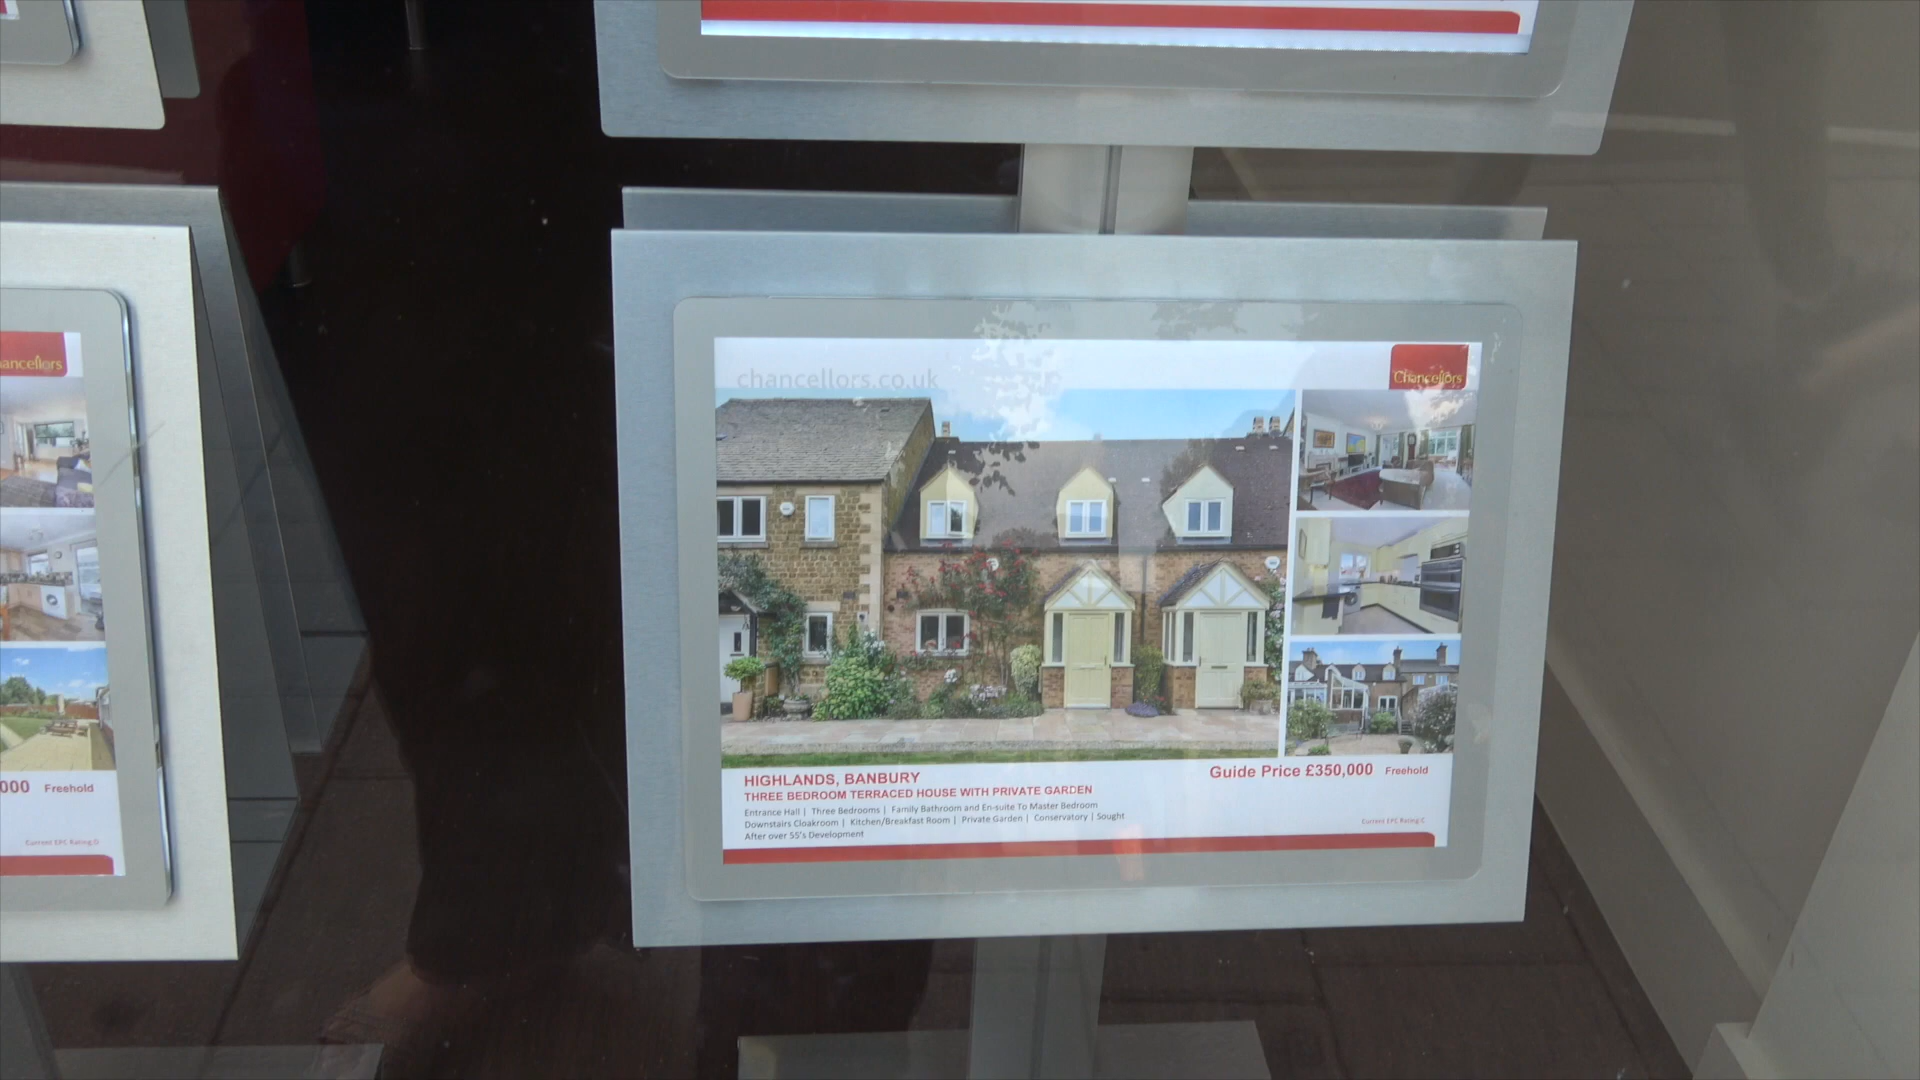 ancellors
000 Freehold
Current EPC Rating:D
chancellors.co.uk
Chancellors
HIGHLANDS, BANBURY
Guide Price £350,000 Freehold
THREE BEDROOM TERRACED HOUSE WITH PRIVATE GARDEN
Entrance Hall | Three Bedrooms | Family Bathroom and En-suite To Master Bedroom
Downstairs Cloakroom | Kitchen/Breakfast Room | Private Garden | Conservatory | Sought
After over 55's Development
Current EPC Rating:C